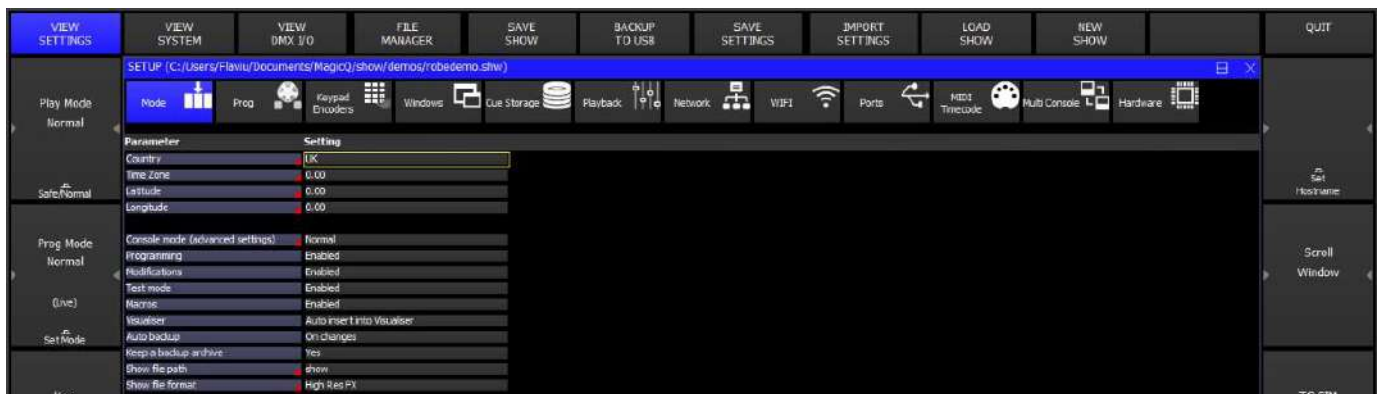 VIEW SETTINGS
VIEW SYSTEM
VIEW DMX I/O
FILE MANAGER
SAVE SHOW
BACKUP TO USB
SAVE SETTINGS
IMPORT SETTINGS
LOAD SHOW
NEW SHOW
QUIT
SETUP (C:/Users/Flaviu/Documents/MagicQ/show/demos/robedemo.shw)
Mode
Prog
Keypad Encoders
Windows
Cue Storage
Playback
Network
WIFI
Ports
MIDI Timecode
Multi Console
Hardware
Play Mode
Normal
Safe/Normal
Prog Mode
Normal
(Live)
Set Mode
Parameter Setting
Country UK
Time Zone 0.00
Latitude 0.00
Longitude 0.00
Console mode (advanced settings) Normal
Programming Enabled
Modifications Enabled
Test mode Enabled
Macros Enabled
Visualiser Auto insert into Visualiser
Auto backup On changes
Keep a backup archive Yes
Show file path show
Show file format High Res FX
Set
Hostname
Scroll
Window